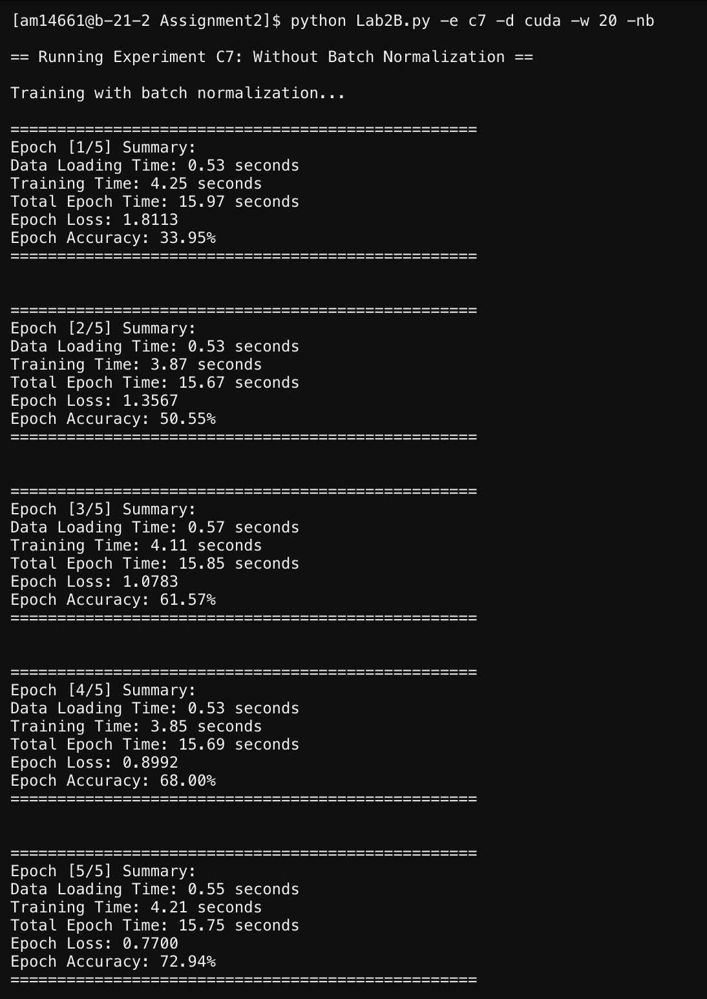 [am14661@b-21-2 Assignment2]$ python Lab2B.py -e c7 -d cuda -w 20 -nb
== Running Experiment C7: Without Batch Normalization ==
Training with batch normalization...
==================================================
Epoch [1/5] Summary:
Data Loading Time: 0.53 seconds
Training Time: 4.25 seconds
Total Epoch Time: 15.97 seconds
Epoch Loss: 1.8113
Epoch Accuracy: 33.95%
==================================================
==================================================
Epoch [2/5] Summary:
Data Loading Time: 0.53 seconds
Training Time: 3.87 seconds
Total Epoch Time: 15.67 seconds
Epoch Loss: 1.3567
Epoch Accuracy: 50.55%
==================================================
==================================================
Epoch [3/5] Summary:
Data Loading Time: 0.57 seconds
Training Time: 4.11 seconds
Total Epoch Time: 15.85 seconds
Epoch Loss: 1.0783
Epoch Accuracy: 61.57%
==================================================
==================================================
Epoch [4/5] Summary:
Data Loading Time: 0.53 seconds
Training Time: 3.85 seconds
Total Epoch Time: 15.69 seconds
Epoch Loss: 0.8992
Epoch Accuracy: 68.00%
==================================================
==================================================
Epoch [5/5] Summary:
Data Loading Time: 0.55 seconds
Training Time: 4.21 seconds
Total Epoch Time: 15.75 seconds
Epoch Loss: 0.7700
Epoch Accuracy: 72.94%
==================================================